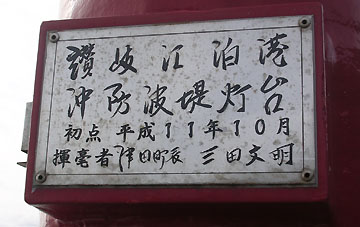 讃岐江泊港
沖防波堤灯台
初点 平成11年10月
揮毫者 津田町長 三田文明